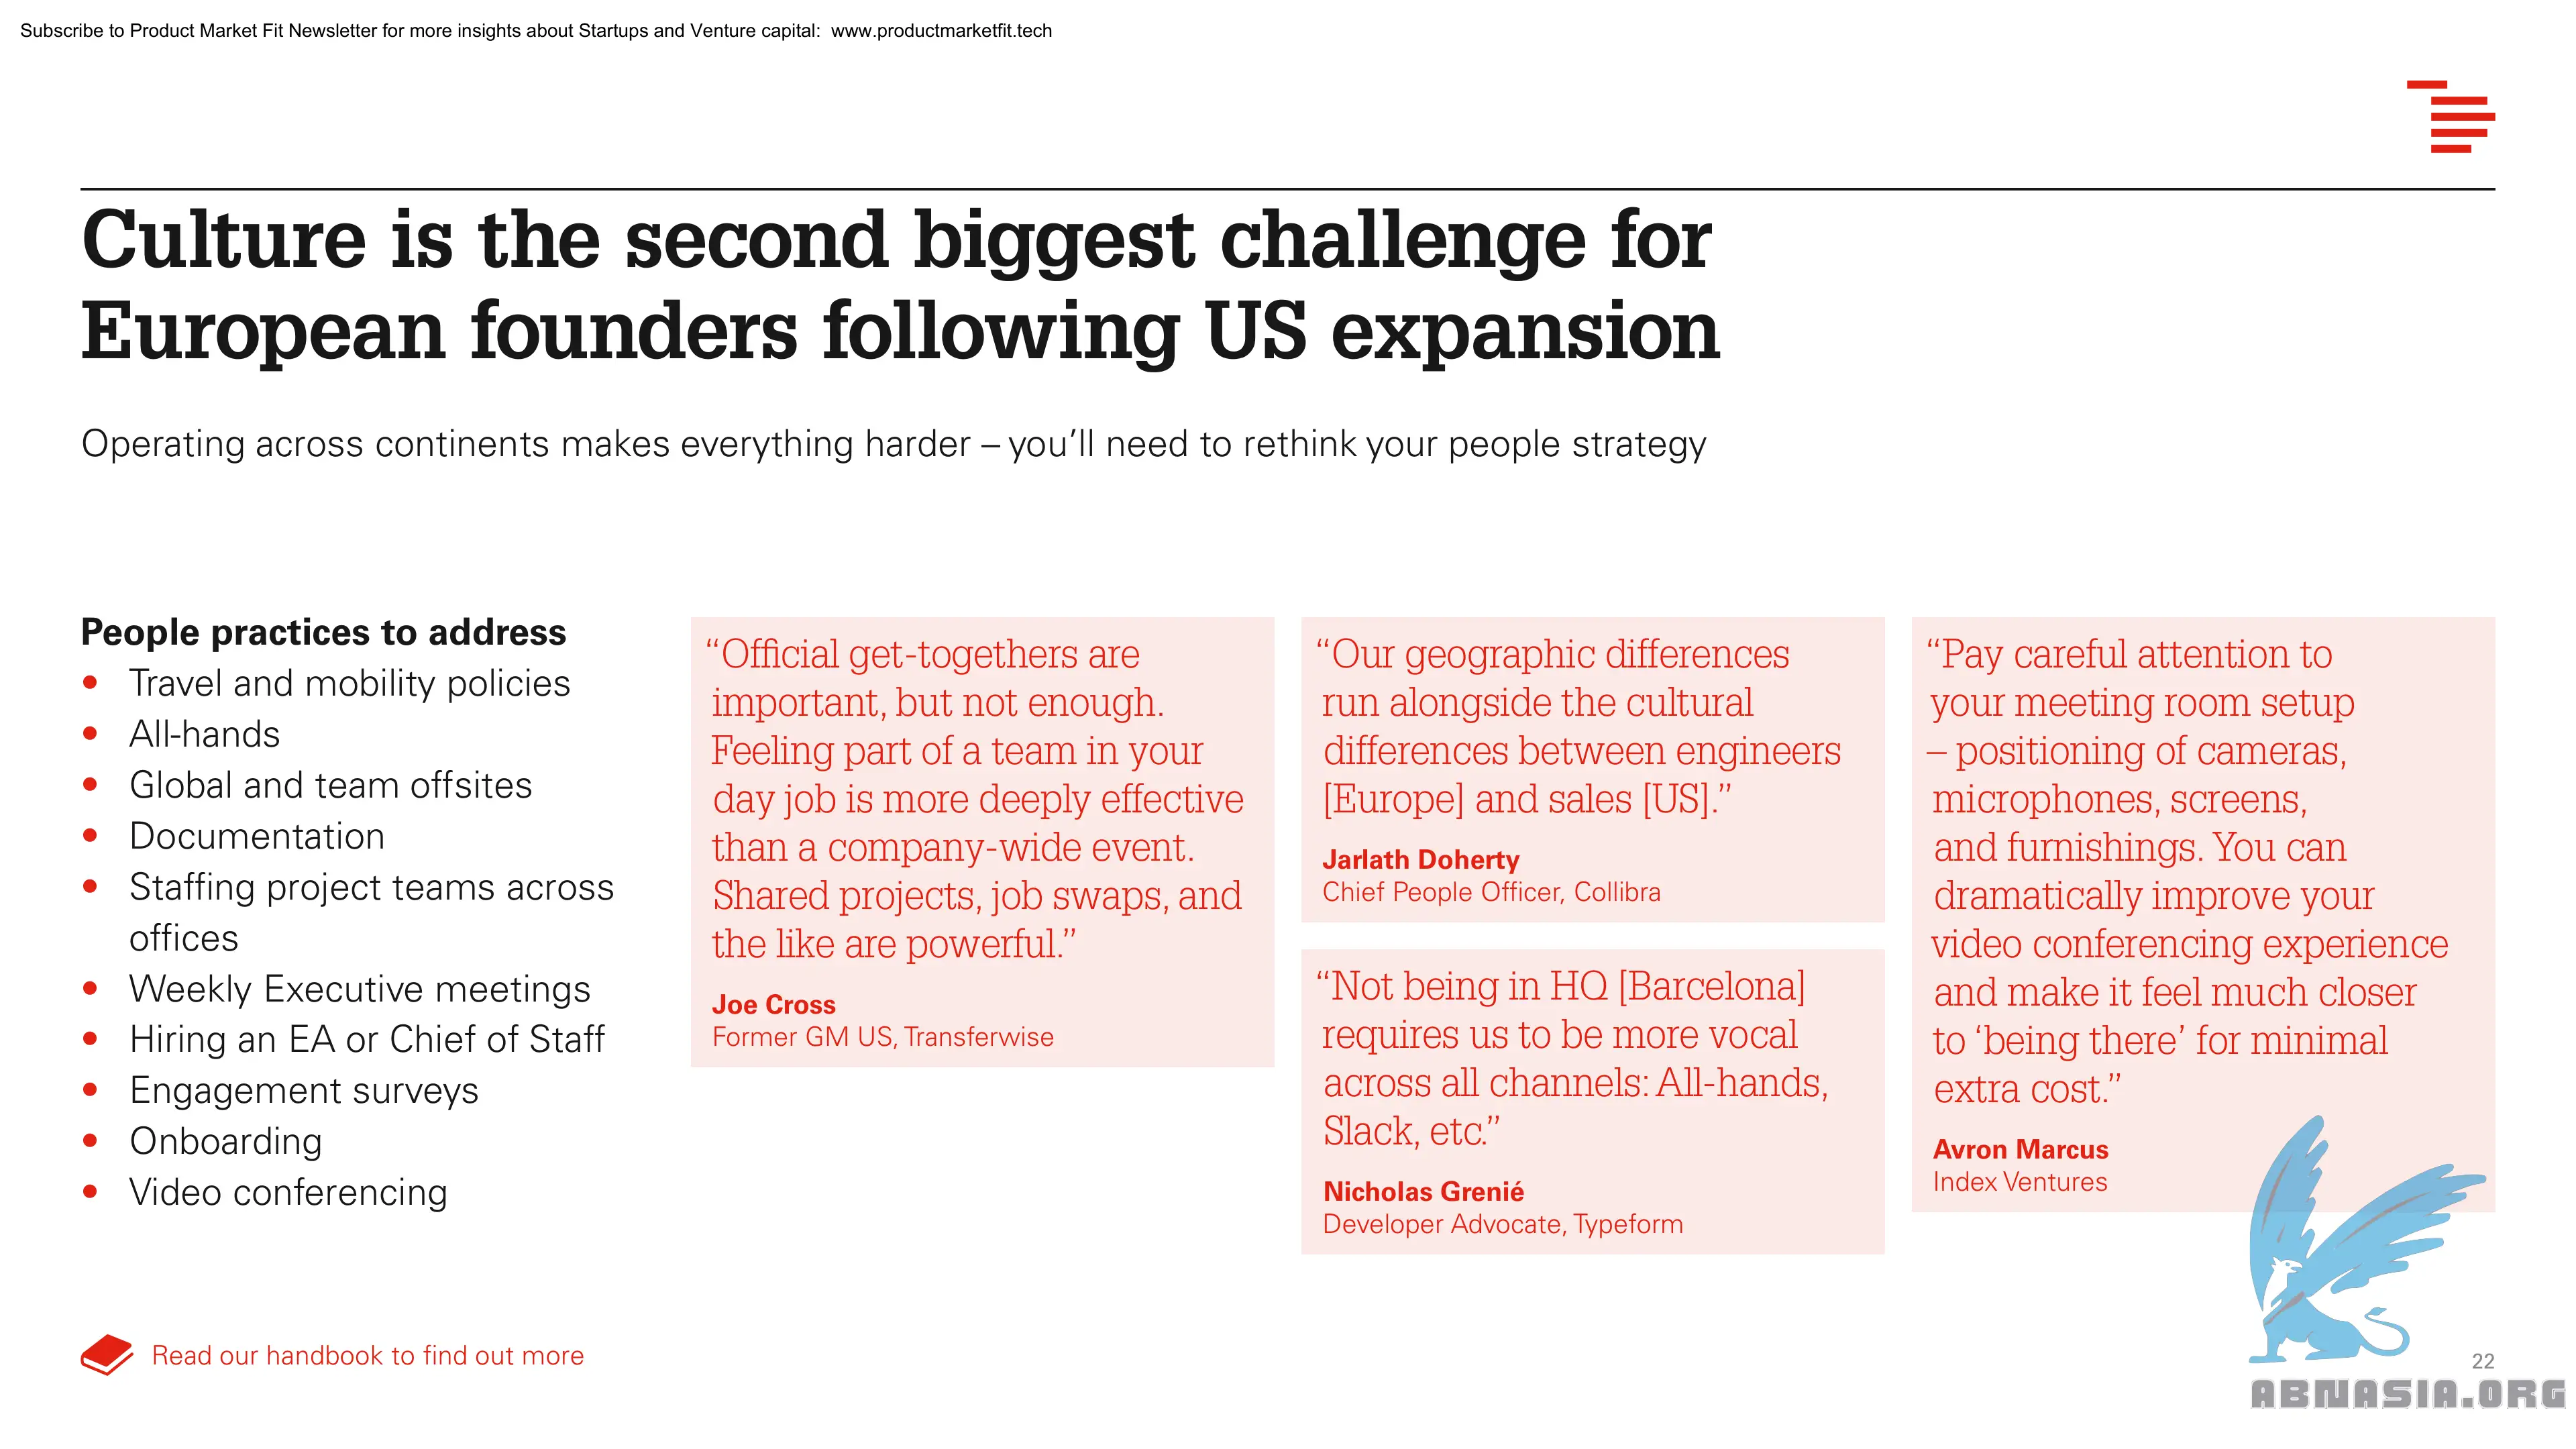 Subscribe to Product Market Fit Newsletter for more insights about Startups and Venture capital:  www.productmarketfit.tech
Culture is the second biggest challenge for
European founders following US expansion
Operating across continents makes everything harder – you’ll need to rethink your people strategy
People practices to address
• Travel and mobility policies
• All-hands
• Global and team offsites
• Documentation
• Staffing project teams across
offices
• Weekly Executive meetings
• Hiring an EA or Chief of Staff
• Engagement surveys
• Onboarding
• Video conferencing
“Official get-togethers are
important, but not enough.
Feeling part of a team in your
day job is more deeply effective
than a company-wide event.
Shared projects, job swaps, and
the like are powerful.”
Joe Cross
Former GM US, Transferwise
“Our geographic differences
run alongside the cultural
differences between engineers
[Europe] and sales [US].”
Jarlath Doherty
Chief People Officer, Collibra
“Not being in HQ [Barcelona]
requires us to be more vocal
across all channels: All-hands,
Slack, etc.”
Nicholas Grenié
Developer Advocate, Typeform
“Pay careful attention to
your meeting room setup
– positioning of cameras,
microphones, screens,
and furnishings. You can
dramatically improve your
video conferencing experience
and make it feel much closer
to ‘being there’ for minimal
extra cost.”
Avron Marcus
Index Ventures
Read our handbook to find out more
22
ABNASIA.ORG